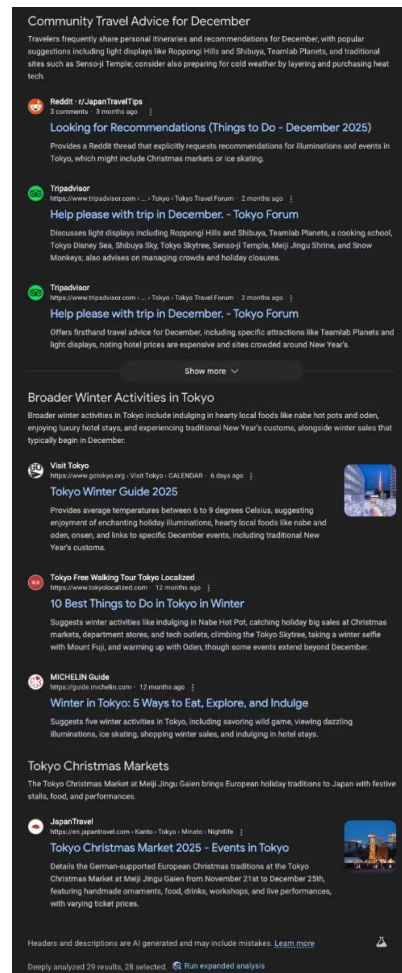 Community Travel Advice for December
Travelers frequently share personal itineraries and recommendations for December, with popular
suggestions including light displays like Roppongi Hills and Shibuya, Teamlab Planets, and traditional
sites such as Senso-ji Temple; consider also preparing for cold weather by layering and purchasing heat
tech.
Reddit · r/JapanTravelTips
3 comments · 3 months ago
Looking for Recommendations (Things to Do - December 2025)
Provides a Reddit thread that explicitly requests recommendations for illuminations and events in
Tokyo, which might include Christmas markets or ice skating.
Tripadvisor
https://www.tripadvisor.com › ... › Tokyo › Tokyo Travel Forum · 2 months ago
Help please with trip in December. - Tokyo Forum
Discusses light displays including Roppongi Hills and Shibuya, Teamlab Planets, a cooking school,
Tokyo Disney Sea, Shibuya Sky, Tokyo Skytree, Senso-ji Temple, Meiji Jingu Shrine, and Snow
Monkeys; also advises on managing crowds and holiday closures.
Tripadvisor
https://www.tripadvisor.com › ... › Tokyo › Tokyo Travel Forum · 2 months ago
Help please with trip in December. - Tokyo Forum
Offers firsthand travel advice for December, including specific attractions like Teamlab Planets and
light displays, noting hotel prices are expensive and sites crowded around New Year's.
Show more
Broader Winter Activities in Tokyo
Broader winter activities in Tokyo include indulging in hearty local foods like nabe hot pots and oden,
enjoying luxury hotel stays, and experiencing traditional New Year's customs, alongside winter sales that
typically begin in December.
Visit Tokyo
https://www.gotokyo.org › Visit Tokyo › CALENDAR · 6 days ago
Tokyo Winter Guide 2025
Provides average temperatures between 6 to 9 degrees Celsius, suggesting
enjoyment of enchanting holiday illuminations, hearty local foods like nabe and
oden, onsen, and links to specific December events, including traditional New
Year's customs.
Tokyo Free Walking Tour Tokyo Localized
https://www.tokyolocalized.com · 12 months ago
10 Best Things to Do in Tokyo in Winter
Suggests winter activities like indulging in Nabe Hot Pot, catching holiday big sales at Christmas
markets, department stores, and tech outlets, climbing the Tokyo Skytree, taking a winter selfie
with Mount Fuji, and warming up with Oden, though some events extend beyond December.
MICHELIN Guide
https://guide.michelin.com · 12 months ago
Winter in Tokyo: 5 Ways to Eat, Explore, and Indulge
Suggests five winter activities in Tokyo, including savoring wild game, viewing dazzling
illuminations, ice skating, shopping winter sales, and indulging in hotel stays.
Tokyo Christmas Markets
The Tokyo Christmas Market at Meiji Jingu Gaien brings European holiday traditions to Japan with festive
stalls, food, and performances.
JapanTravel
https://en.japantravel.com › Kanto › Tokyo › Minato › Nightlife
Tokyo Christmas Market 2025 - Events in Tokyo
Details the German-supported European Christmas traditions at the Tokyo
Christmas Market at Meiji Jingu Gaien from November 21st to December 25th,
featuring handmade ornaments, food, drinks, workshops, and live performances,
with varying ticket prices.
Headers and descriptions are AI generated and may include mistakes. Learn more
Deeply analyzed 29 results, 28 selected. Run expanded analysis